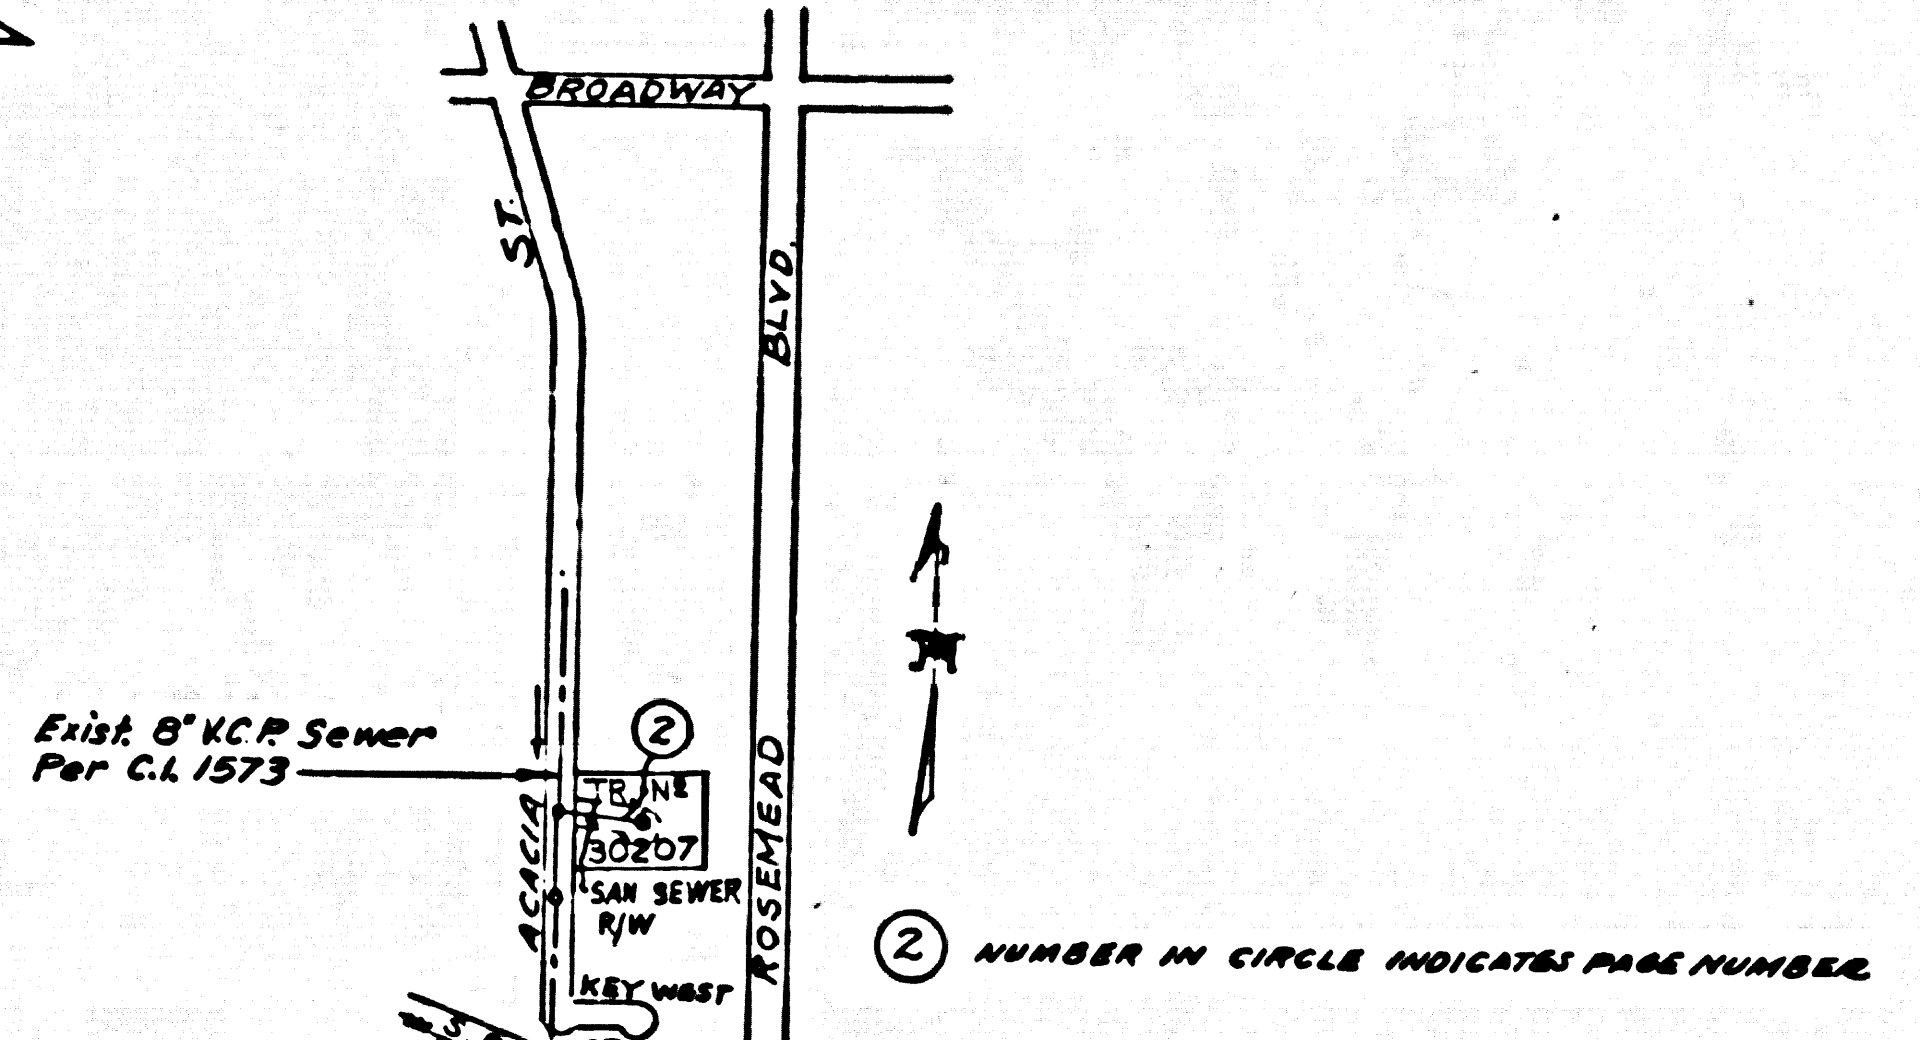 BROADWAY
ST.
BLVD.
Exist. 8" V.C.P. Sewer
Per C.I. 1573
2
TR. Nº
30207
ACACIA
SAN SEWER
R/W
ROSEMEAD
KEY WEST
2 NUMBER IN CIRCLE INDICATES PAGE NUMBER